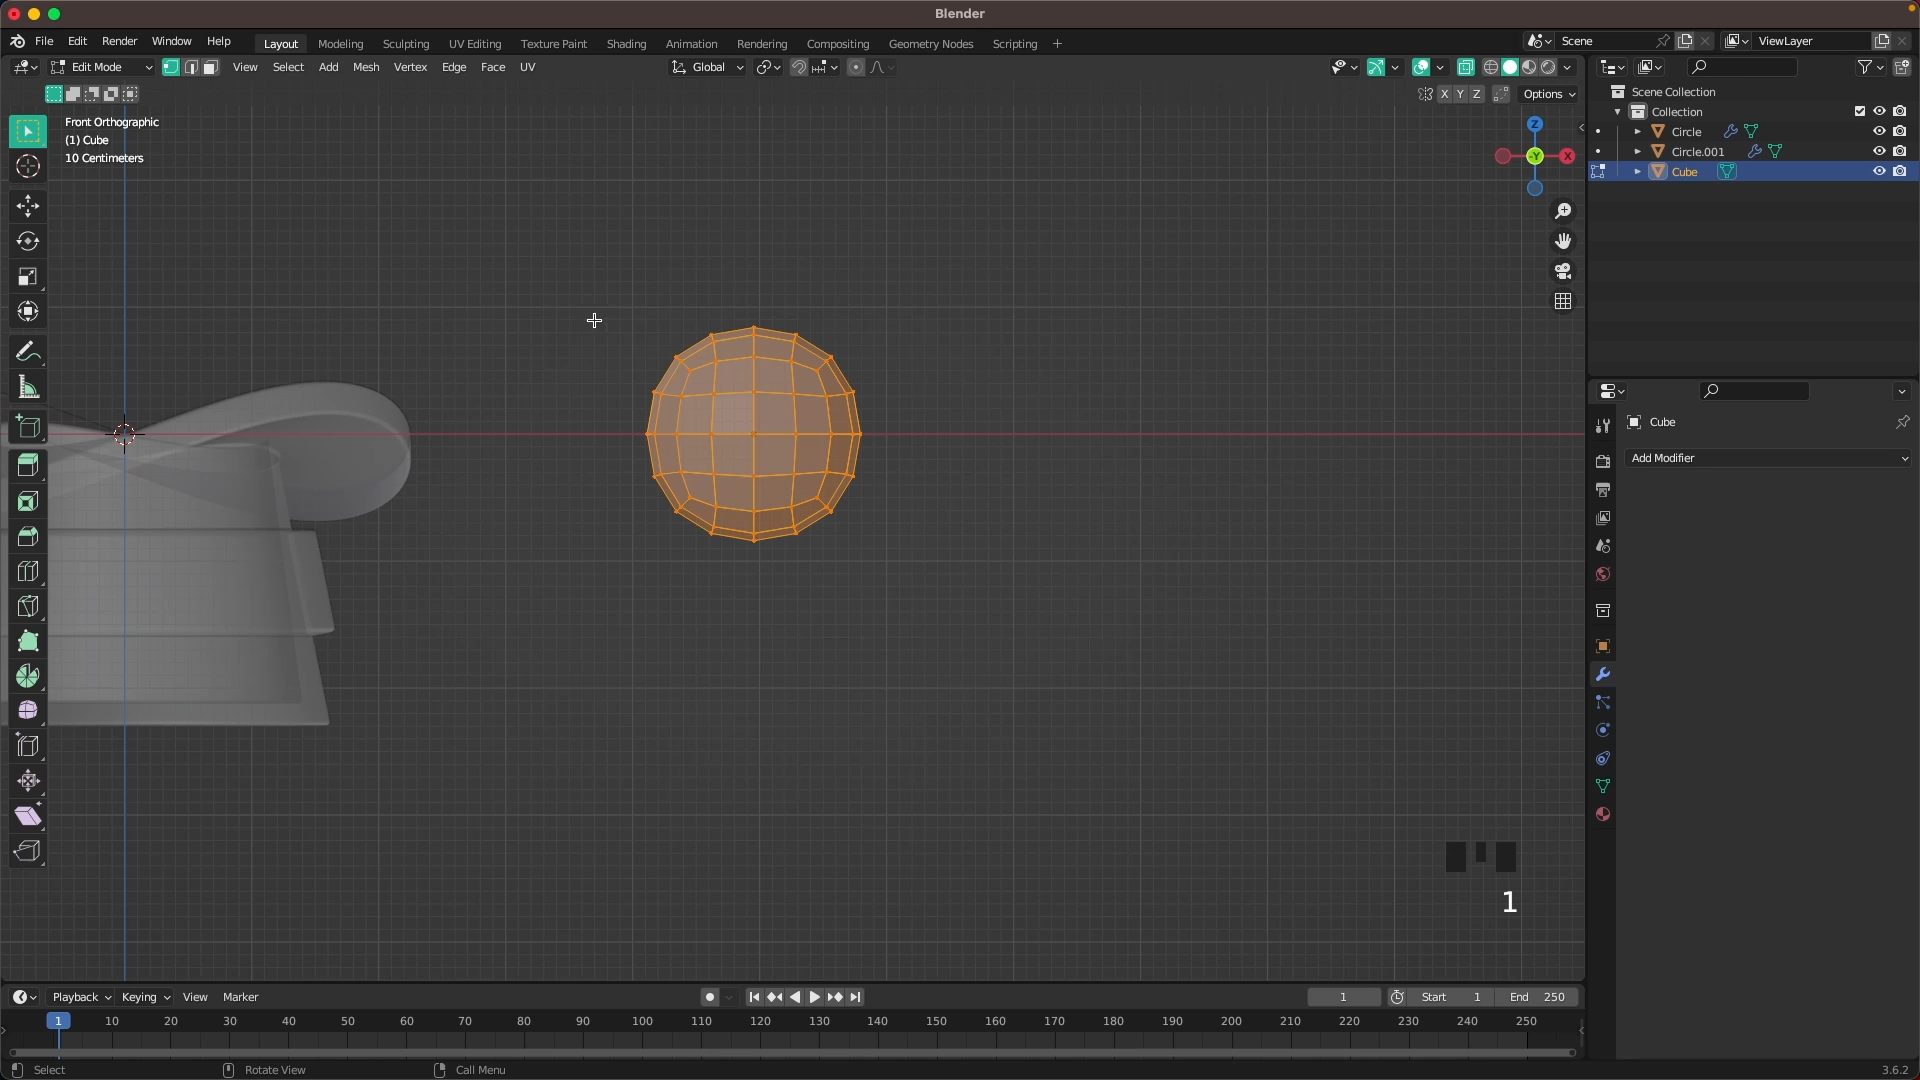 Blender
File Edit Render Window Help Layout Modeling Sculpting UV Editing Texture Paint Shading Animation Rendering Compositing Geometry Nodes Scripting + Scene ViewLayer
Edit Mode View Select Add Mesh Vertex Edge Face UV Global
X Y Z Options
Front Orthographic
(1) Cube
10 Centimeters
Z
-Y X
Scene Collection
Collection
Circle
Circle.001
Cube
Cube
Add Modifier
1
Playback Keying View Marker 1 Start 1 End 250
1 10 20 30 40 50 60 70 80 90 100 110 120 130 140 150 160 170 180 190 200 210 220 230 240 250
Select Rotate View Call Menu 3.6.2